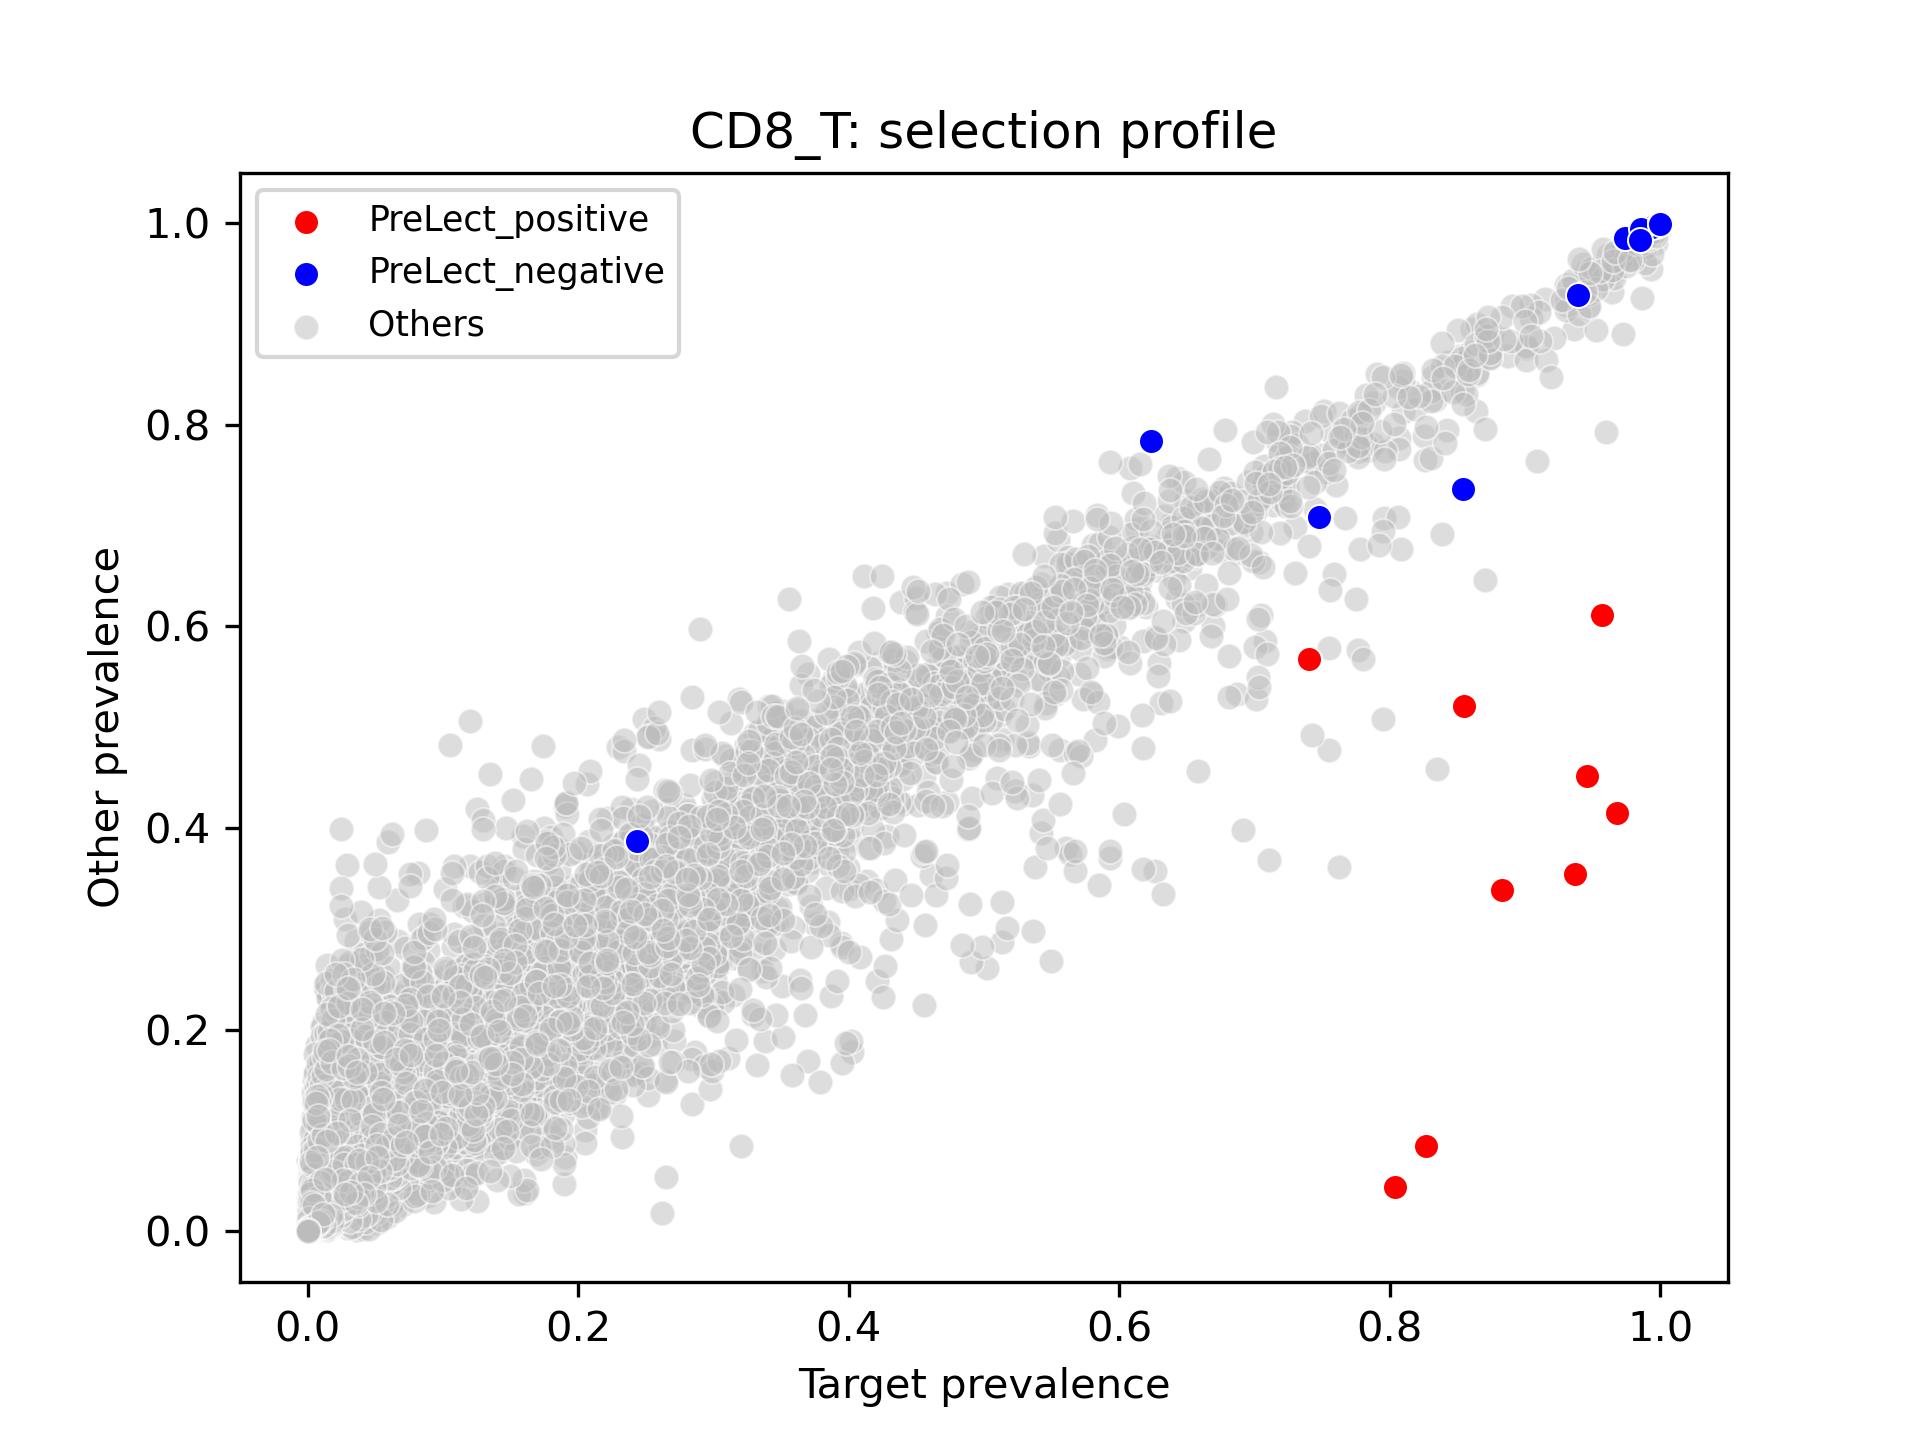 CD8_T: selection profile
PreLect_positive
PreLect_negative
Others
Other prevalence
1.0
0.8
0.6
0.4
0.2
0.0
0.0 0.2 0.4 0.6 0.8 1.0
Target prevalence